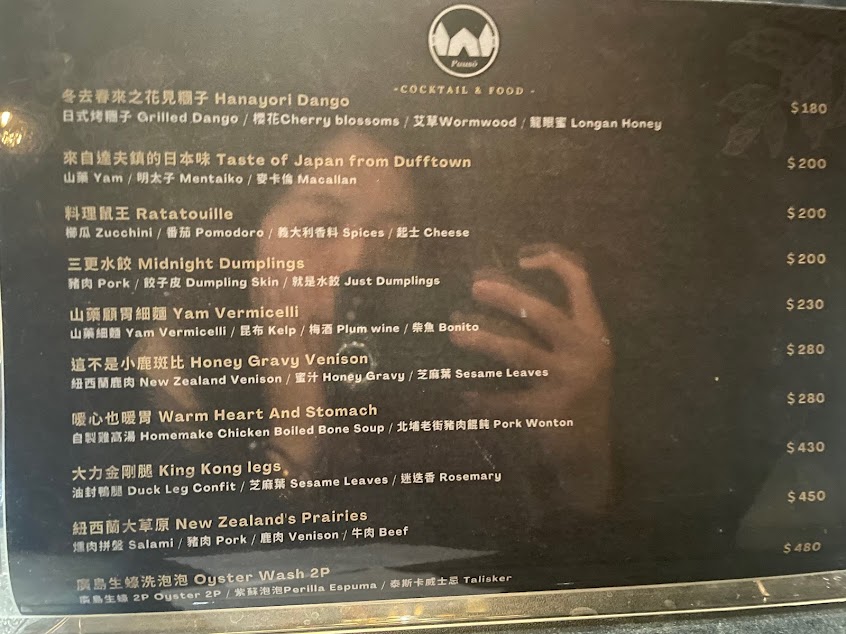 Fuusó
-COCKTAIL & FOOD-
冬去春來之花見糰子 Hanayori Dango $180
日式烤糰子 Grilled Dango / 櫻花Cherry blossoms / 艾草Wormwood / 龍眼蜜 Longan Honey
來自達夫鎮的日本味 Taste of Japan from Dufftown $200
山藥 Yam / 明太子 Mentaiko / 麥卡倫 Macallan
料理鼠王 Ratatouille $200
櫛瓜 Zucchini / 番茄 Pomodoro / 義大利香料 Spices / 起士 Cheese
三更水餃 Midnight Dumplings $200
豬肉 Pork / 餃子皮 Dumpling Skin / 就是水餃 Just Dumplings
山藥顧胃細麵 Yam Vermicelli $230
山藥細麵 Yam Vermicelli / 昆布 Kelp / 梅酒 Plum wine / 柴魚 Bonito
這不是小鹿斑比 Honey Gravy Venison $280
紐西蘭鹿肉 New Zealand Venison / 蜜汁 Honey Gravy / 芝麻葉 Sesame Leaves
暖心也暖胃 Warm Heart And Stomach $280
自製雞高湯 Homemake Chicken Boiled Bone Soup / 北埔老街豬肉餛飩 Pork Wonton
大力金剛腿 King Kong legs $430
油封鴨腿 Duck Leg Confit / 芝麻葉 Sesame Leaves / 迷迭香 Rosemary
紐西蘭大草原 New Zealand's Prairies $450
燻肉拼盤 Salami / 豬肉 Pork / 鹿肉 Venison / 牛肉 Beef
廣島生蠔洗泡泡 Oyster Wash 2P $480
廣島生蠔 2P Oyster 2P / 紫蘇泡泡Perilla Espuma / 泰斯卡威士忌 Talisker